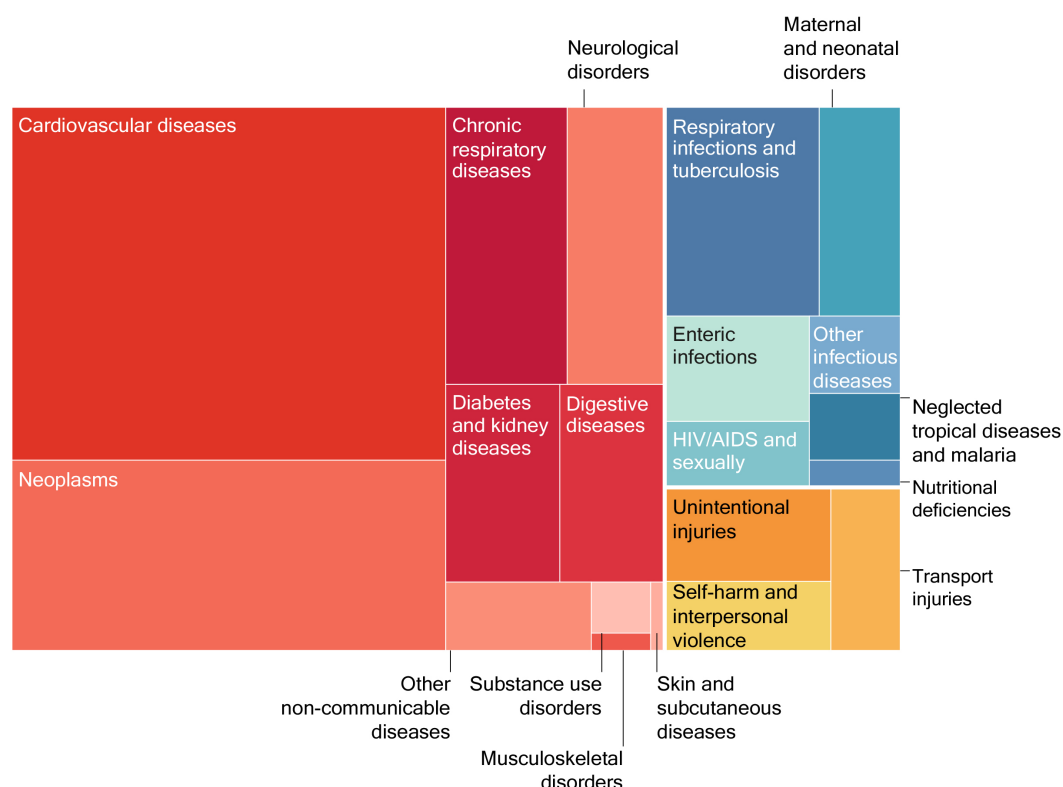 Maternal
and neonatal
disorders
Neurological
disorders
Cardiovascular diseases
Chronic
respiratory
diseases
Respiratory
infections and
tuberculosis
Enteric
infections
Other
infectious
diseases
Diabetes
and kidney
diseases
Digestive
diseases
Neglected
tropical diseases
and malaria
HIV/AIDS and
sexually
Neoplasms
Nutritional
deficiencies
Unintentional
injuries
Transport
injuries
Self-harm and
interpersonal
violence
Other
non-communicable
diseases
Substance use
disorders
Skin and
subcutaneous
diseases
Musculoskeletal
disorders